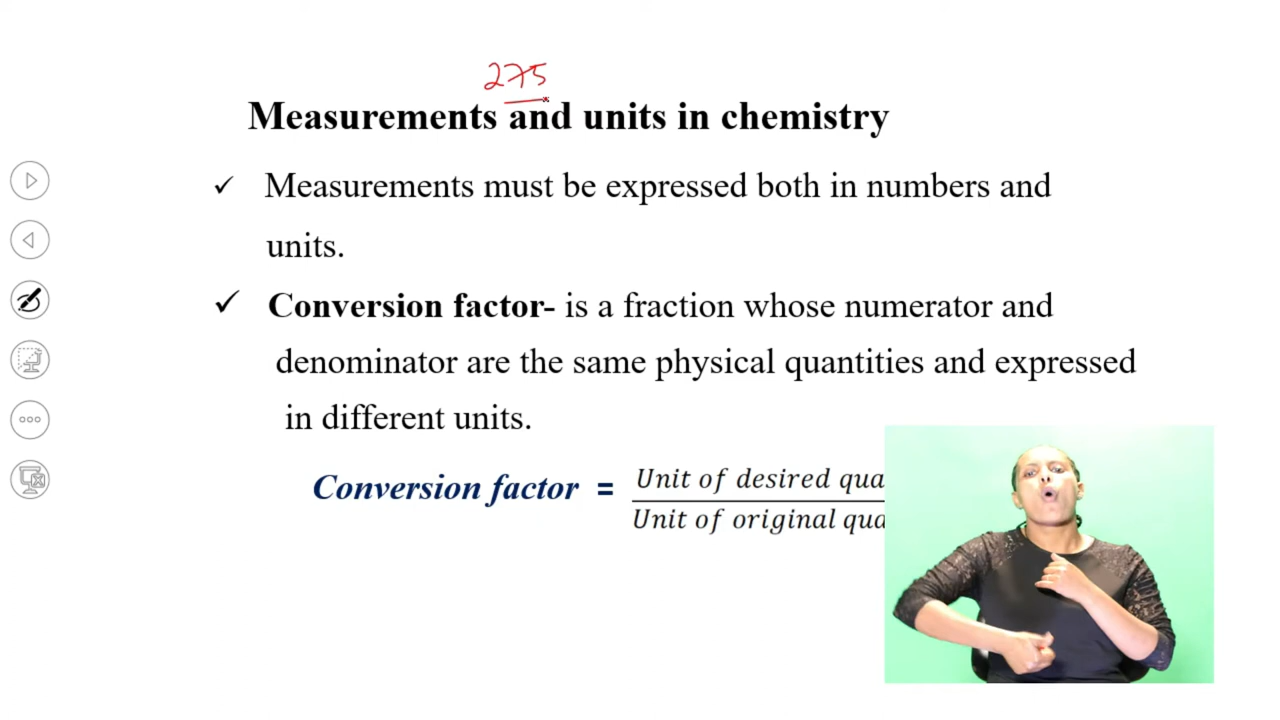 275
Measurements and units in chemistry
✓ Measurements must be expressed both in numbers and
units.
✓ Conversion factor- is a fraction whose numerator and
denominator are the same physical quantities and expressed
in different units.
Conversion factor = Unit of desired
Unit of original